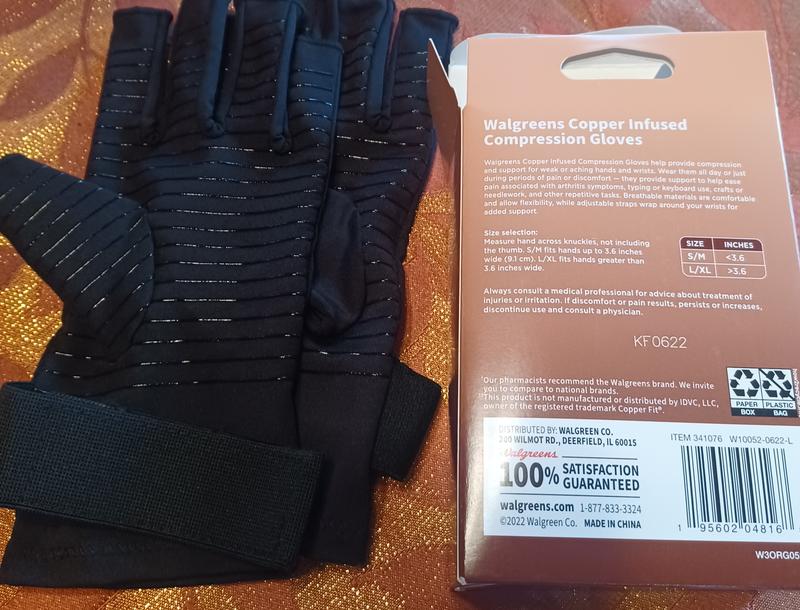 Walgreens Copper Infused
Compression Gloves
Walgreens Copper Infused Compression Gloves help provide compression
and support for weak or aching hands and wrists. Wear them all day or just
during periods of pain or discomfort — they provide support to help ease
pain associated with arthritis symptoms, typing or keyboard use, crafts or
needlework, and other repetitive tasks. Breathable materials are comfortable
and allow flexibility, while adjustable straps wrap around your wrists for
added support.
Size selection:
Measure hand across knuckles, not including
the thumb. S/M fits hands up to 3.6 inches
wide (9.1 cm). L/XL fits hands greater than
3.6 inches wide.
SIZE INCHES
S/M <3.6
L/XL >3.6
Always consult a medical professional for advice about treatment of
injuries or irritation. If discomfort or pain results, persists or increases,
discontinue use and consult a physician.
KF0622
†Our pharmacists recommend the Walgreens brand. We invite
you to compare to national brands.
††This product is not manufactured or distributed by IDVC, LLC,
owner of the registered trademark Copper Fit®.
PAPER BOX
PLASTIC BAG
DISTRIBUTED BY: WALGREEN CO.
200 WILMOT RD., DEERFIELD, IL 60015
Walgreens
100% SATISFACTION
GUARANTEED
walgreens.com 1-877-833-3324
©2022 Walgreen Co. MADE IN CHINA
ITEM 341076 W10052-0622-L
1 95602 04816
W3ORG05